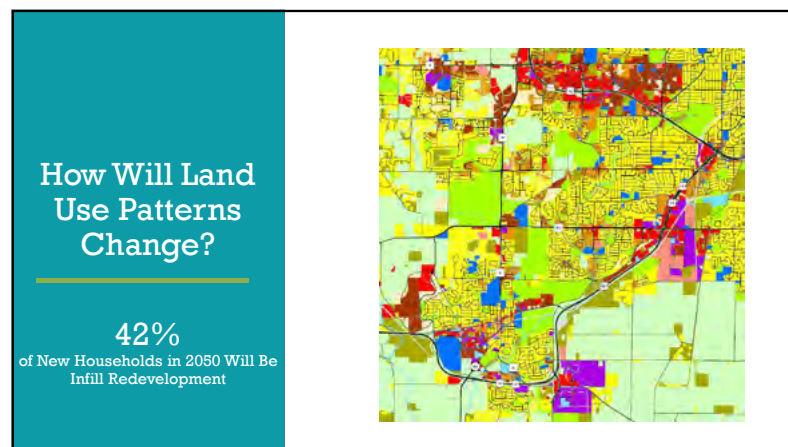 How Will Land
Use Patterns
Change?
42%
of New Households in 2050 Will Be
Infill Redevelopment